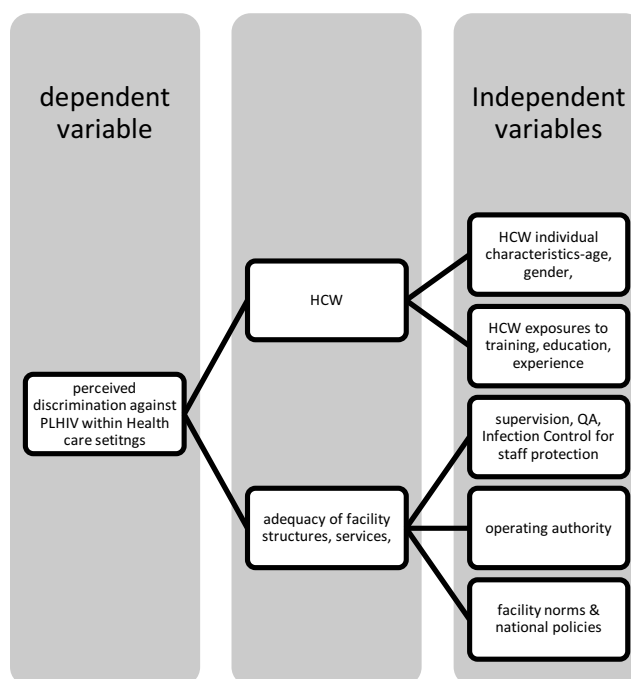 dependent
variable
Independent
variables
HCW individual
characteristics-age,
gender,
HCW
HCW exposures to
training, education,
experience
perceived
discrimination against
PLHIV within Health
care setitngs
supervision, QA,
Infection Control for
staff protection
adequacy of facility
structures, services,
operating authority
facility norms &
national policies